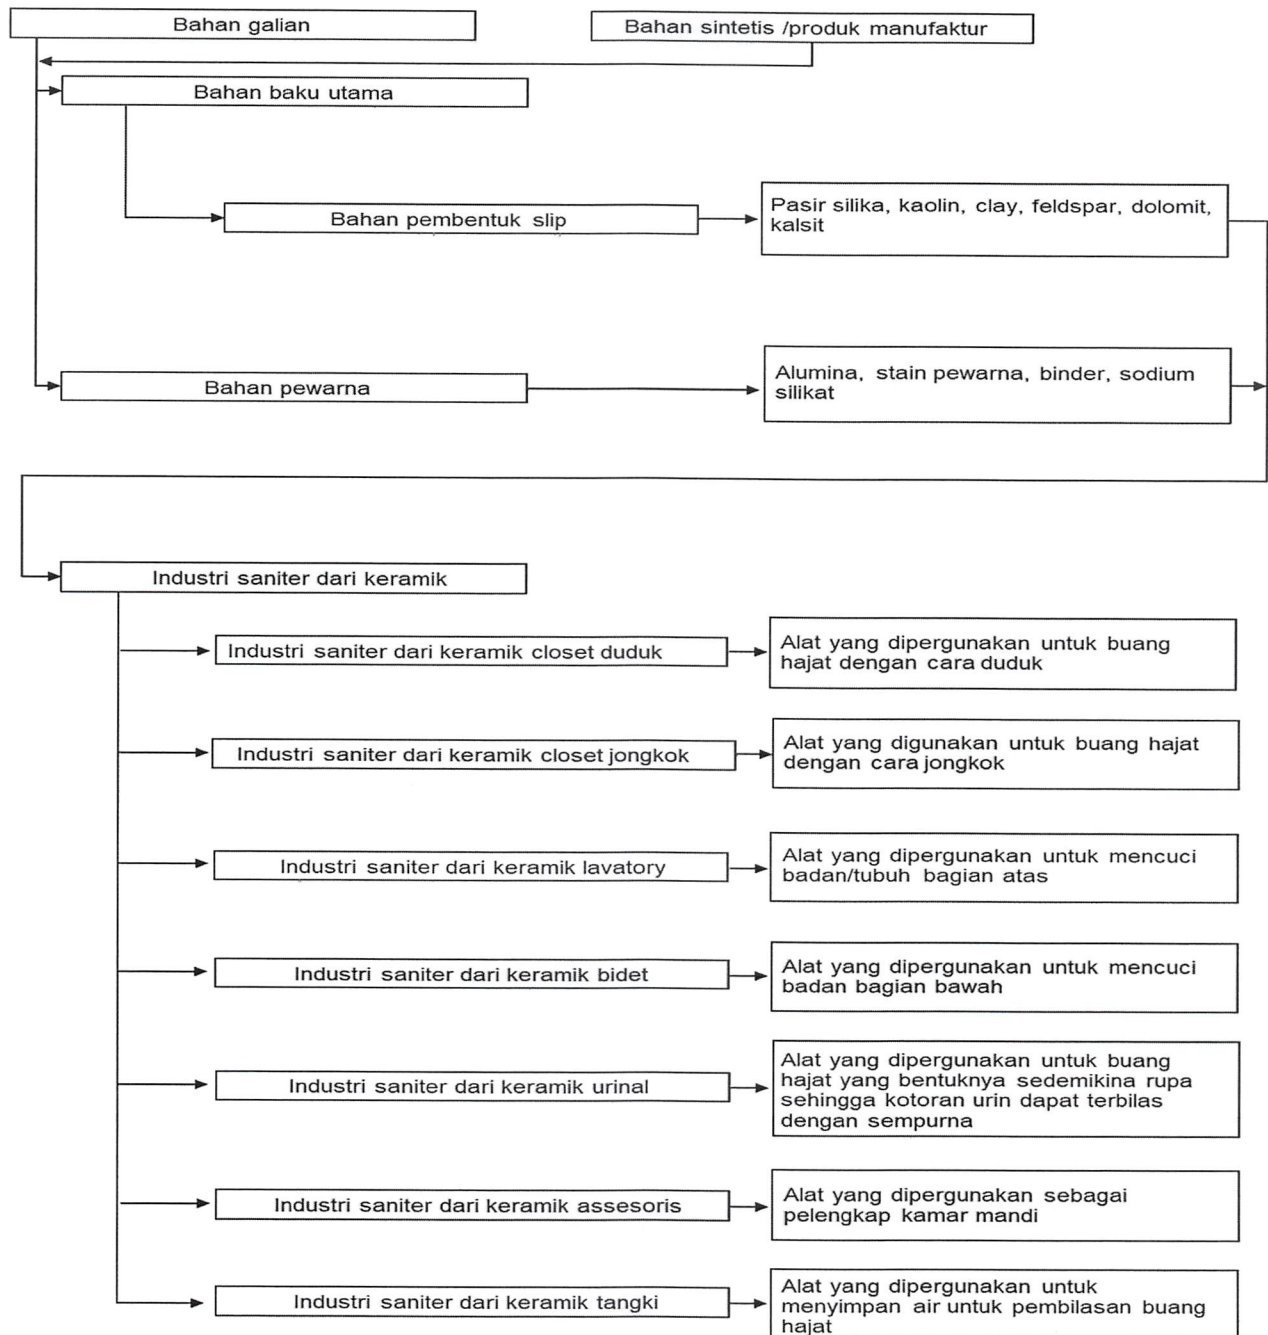 Bahan galian
Bahan sintetis /produk manufaktur
Bahan baku utama
Bahan pembentuk slip
Pasir silika, kaolin, clay, feldspar, dolomit,
kalsit
Bahan pewarna
Alumina, stain pewarna, binder, sodium
silikat
Industri saniter dari keramik
Industri saniter dari keramik closet duduk
Alat yang dipergunakan untuk buang
hajat dengan cara duduk
Industri saniter dari keramik closet jongkok
Alat yang digunakan untuk buang hajat
dengan cara jongkok
Industri saniter dari keramik lavatory
Alat yang dipergunakan untuk mencuci
badan/tubuh bagian atas
Industri saniter dari keramik bidet
Alat yang dipergunakan untuk mencuci
badan bagian bawah
Industri saniter dari keramik urinal
Alat yang dipergunakan untuk buang
hajat yang bentuknya sedemikina rupa
sehingga kotoran urin dapat terbilas
dengan sempurna
Industri saniter dari keramik assesoris
Alat yang dipergunakan sebagai
pelengkap kamar mandi
Industri saniter dari keramik tangki
Alat yang dipergunakan untuk
menyimpan air untuk pembilasan buang
hajat